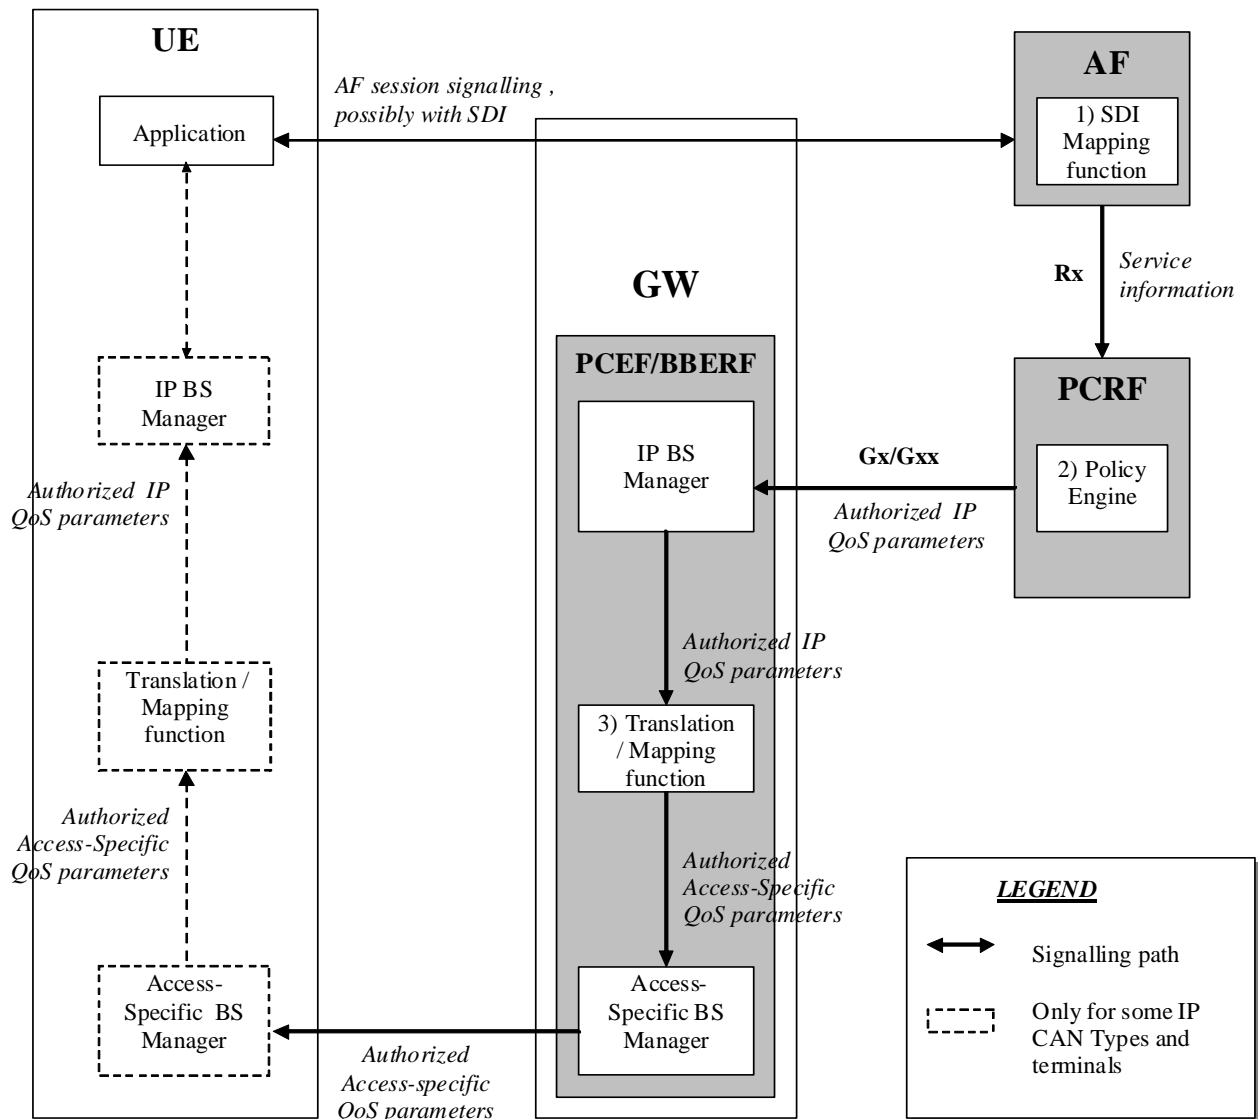 UE
Application
IP BS
Manager
Authorized IP
QoS parameters
Translation /
Mapping
function
Authorized
Access-Specific
QoS parameters
Access-
Specific BS
Manager
AF session signalling ,
possibly with SDI
GW
PCEF/BBERF
IP BS
Manager
Authorized IP
QoS parameters
3) Translation
/ Mapping
function
Authorized
Access-Specific
QoS parameters
Access-
Specific BS
Manager
Authorized
Access-specific
QoS parameters
AF
1) SDI
Mapping
function
Rx
Service
information
PCRF
2) Policy
Engine
Gx/Gxx
Authorized IP
QoS parameters
LEGEND
Signalling path
Only for some IP
CAN Types and
terminals